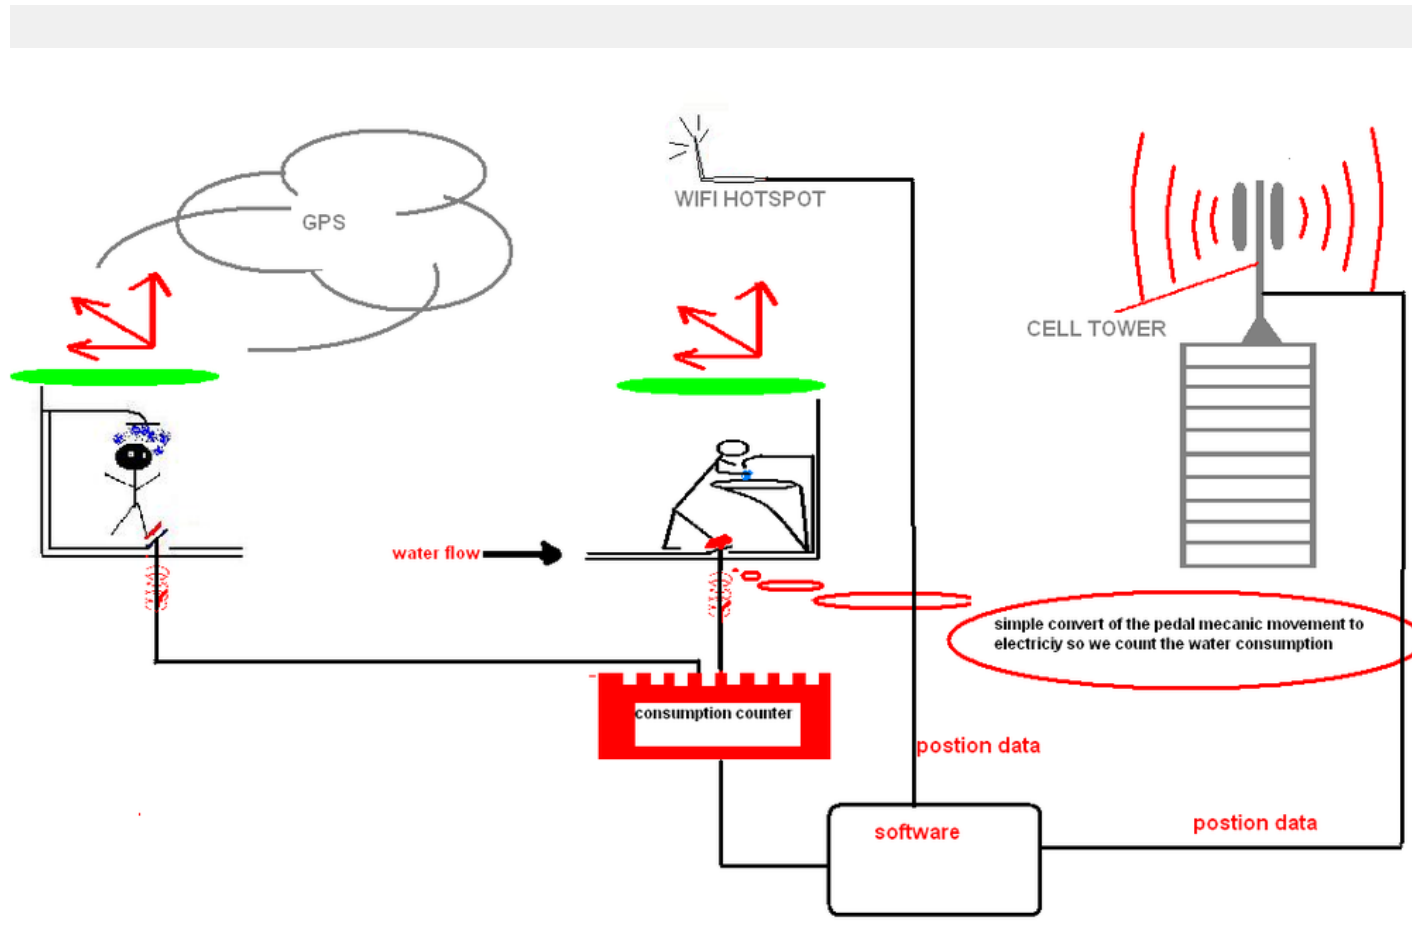 WIFI HOTSPOT
GPS
CELL TOWER
water flow
simple convert of the pedal mecanic movement to
electriciy so we count the water consumption
consumption counter
postion data
postion data
software